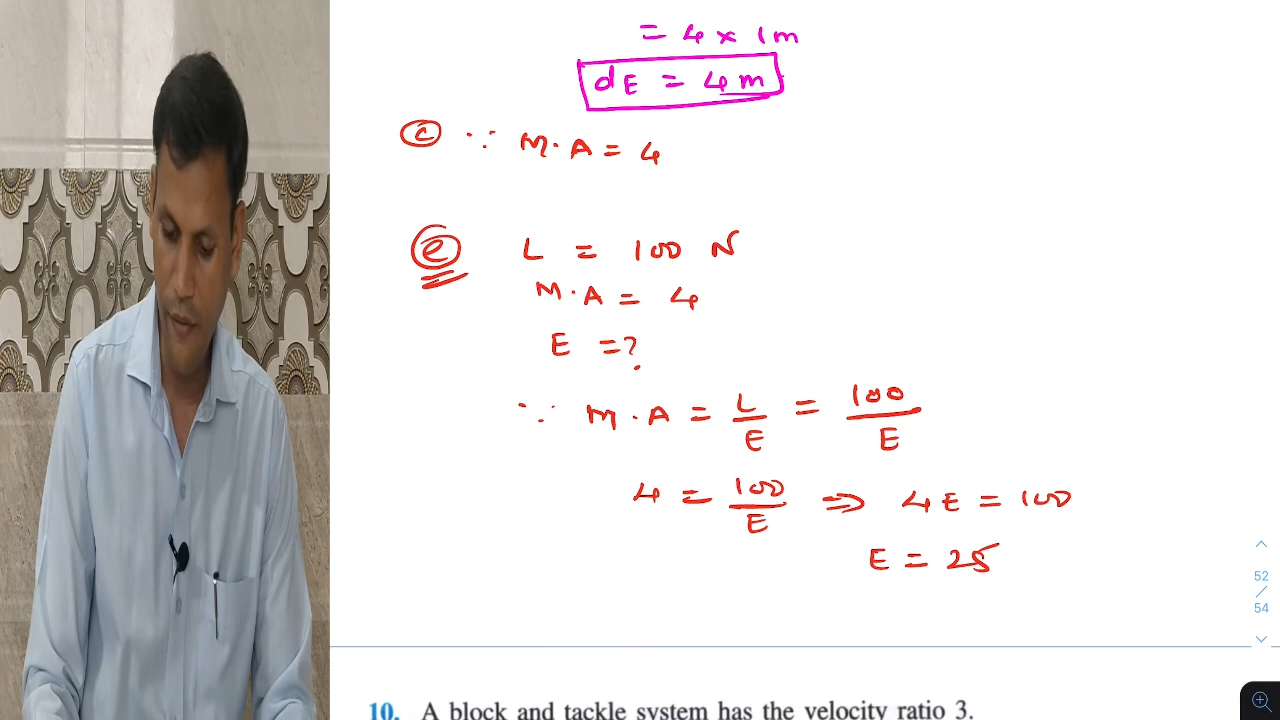 = 4 × 1m
dE = 4m
(c) ∵ M.A = 4
(e) L = 100 N
M.A = 4
E = ?
∵ M.A = L/E = 100/E
4 = 100/E ⇒ 4E = 100
E = 25
52
/
54
10. A block and tackle system has the velocity ratio 3.